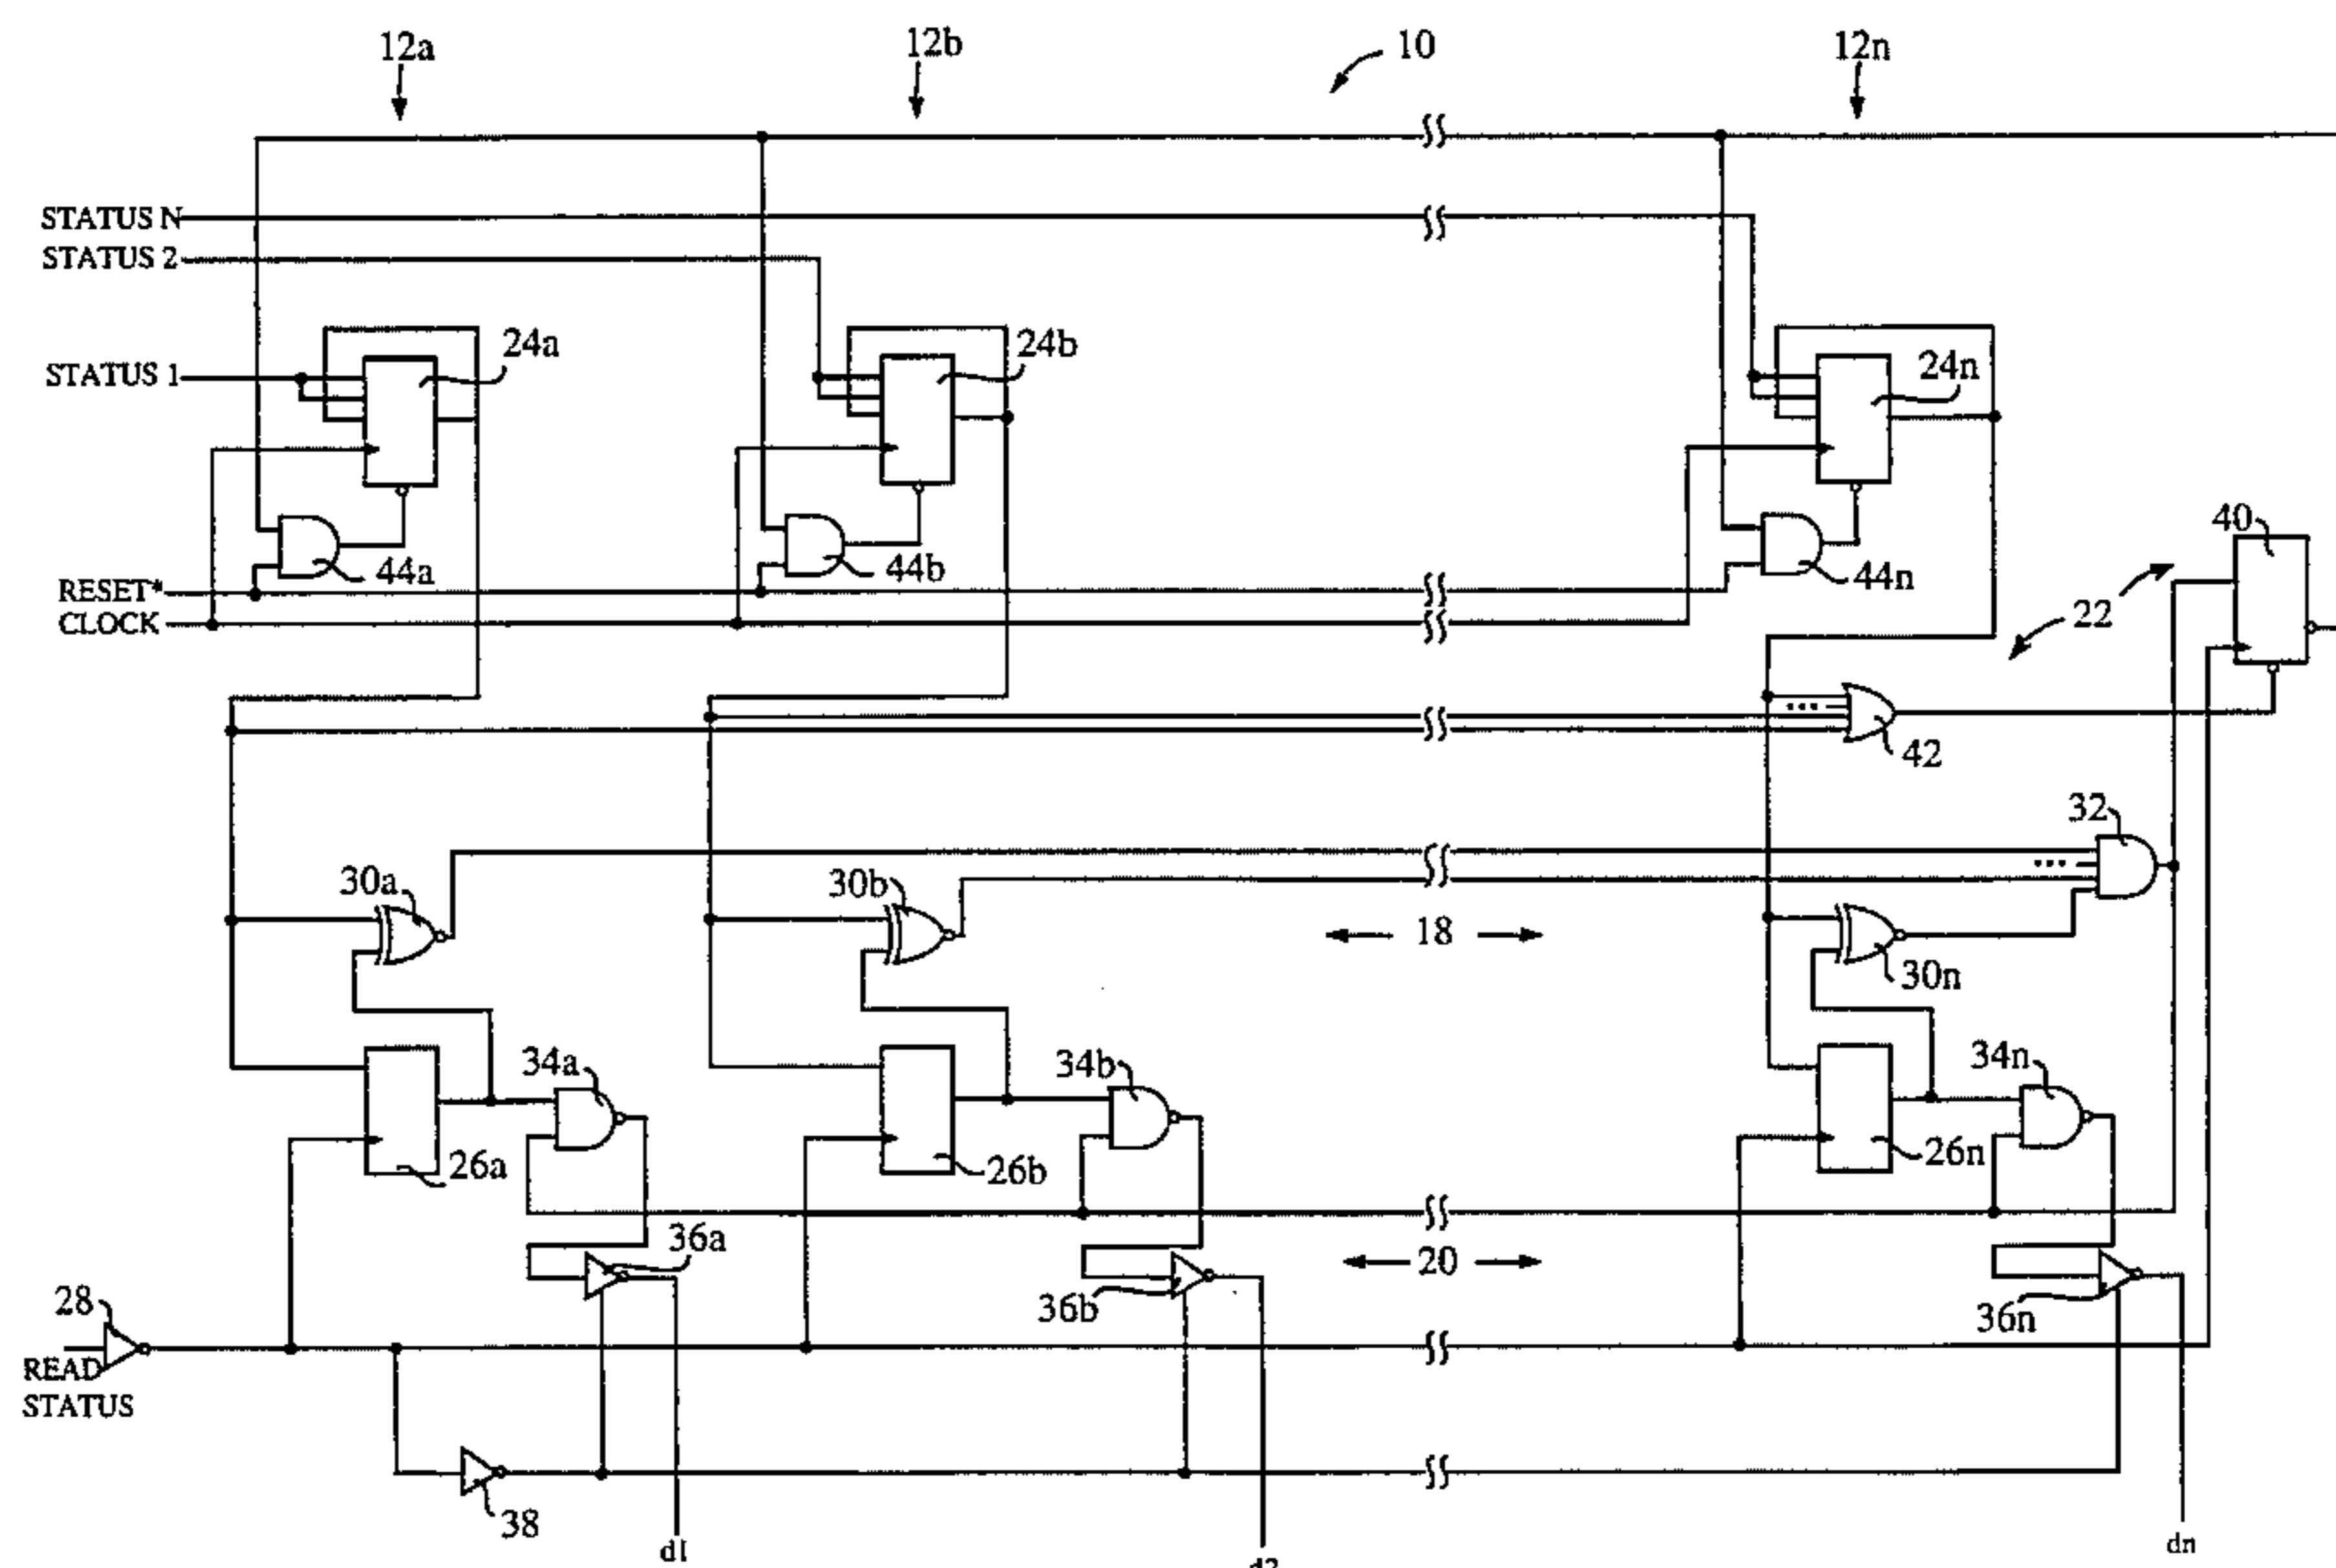 12a
12b
10
12n
STATUS N
STATUS 2
STATUS 1
24a
24b
24n
44a
44b
44n
40
RESET*
CLOCK
22
42
32
30a
30b
18
30n
34a
34b
34n
26a
26b
26n
36a
20
36b
36n
28
READ
STATUS
38
d1
dn